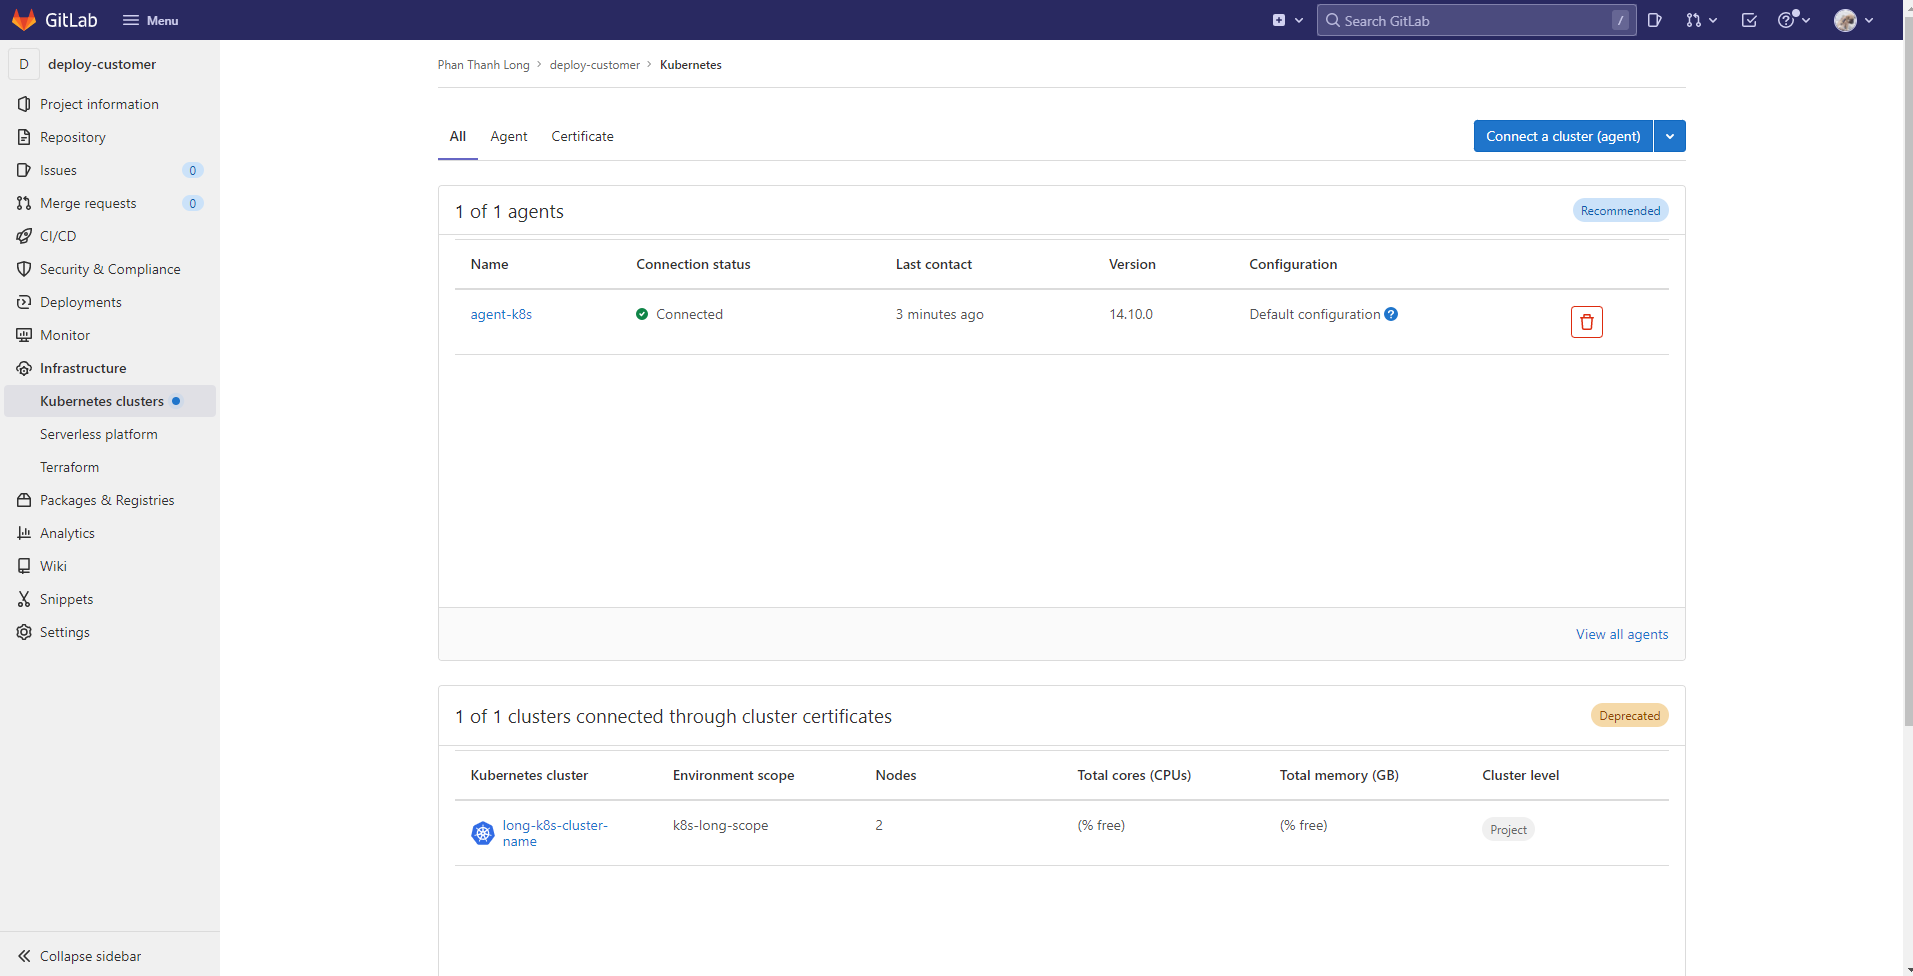 GitLab
Menu
Search GitLab
/
D
deploy-customer
Project information
Repository
Issues 0
Merge requests 0
CI/CD
Security & Compliance
Deployments
Monitor
Infrastructure
Kubernetes clusters
Serverless platform
Terraform
Packages & Registries
Analytics
Wiki
Snippets
Settings
Collapse sidebar
Phan Thanh Long › deploy-customer › Kubernetes
All Agent Certificate
Connect a cluster (agent)
1 of 1 agents Recommended
Name Connection status Last contact Version Configuration
agent-k8s Connected 3 minutes ago 14.10.0 Default configuration ?
View all agents
1 of 1 clusters connected through cluster certificates Deprecated
Kubernetes cluster Environment scope Nodes Total cores (CPUs) Total memory (GB) Cluster level
long-k8s-cluster- k8s-long-scope 2 (% free) (% free) Project
name